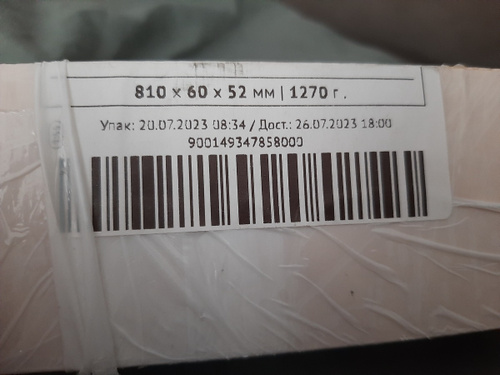 810 x 60 x 52 мм | 1270 г.
Упак: 20.07.2023 08:34 / Дост.: 26.07.2023 18:00
900149347858000